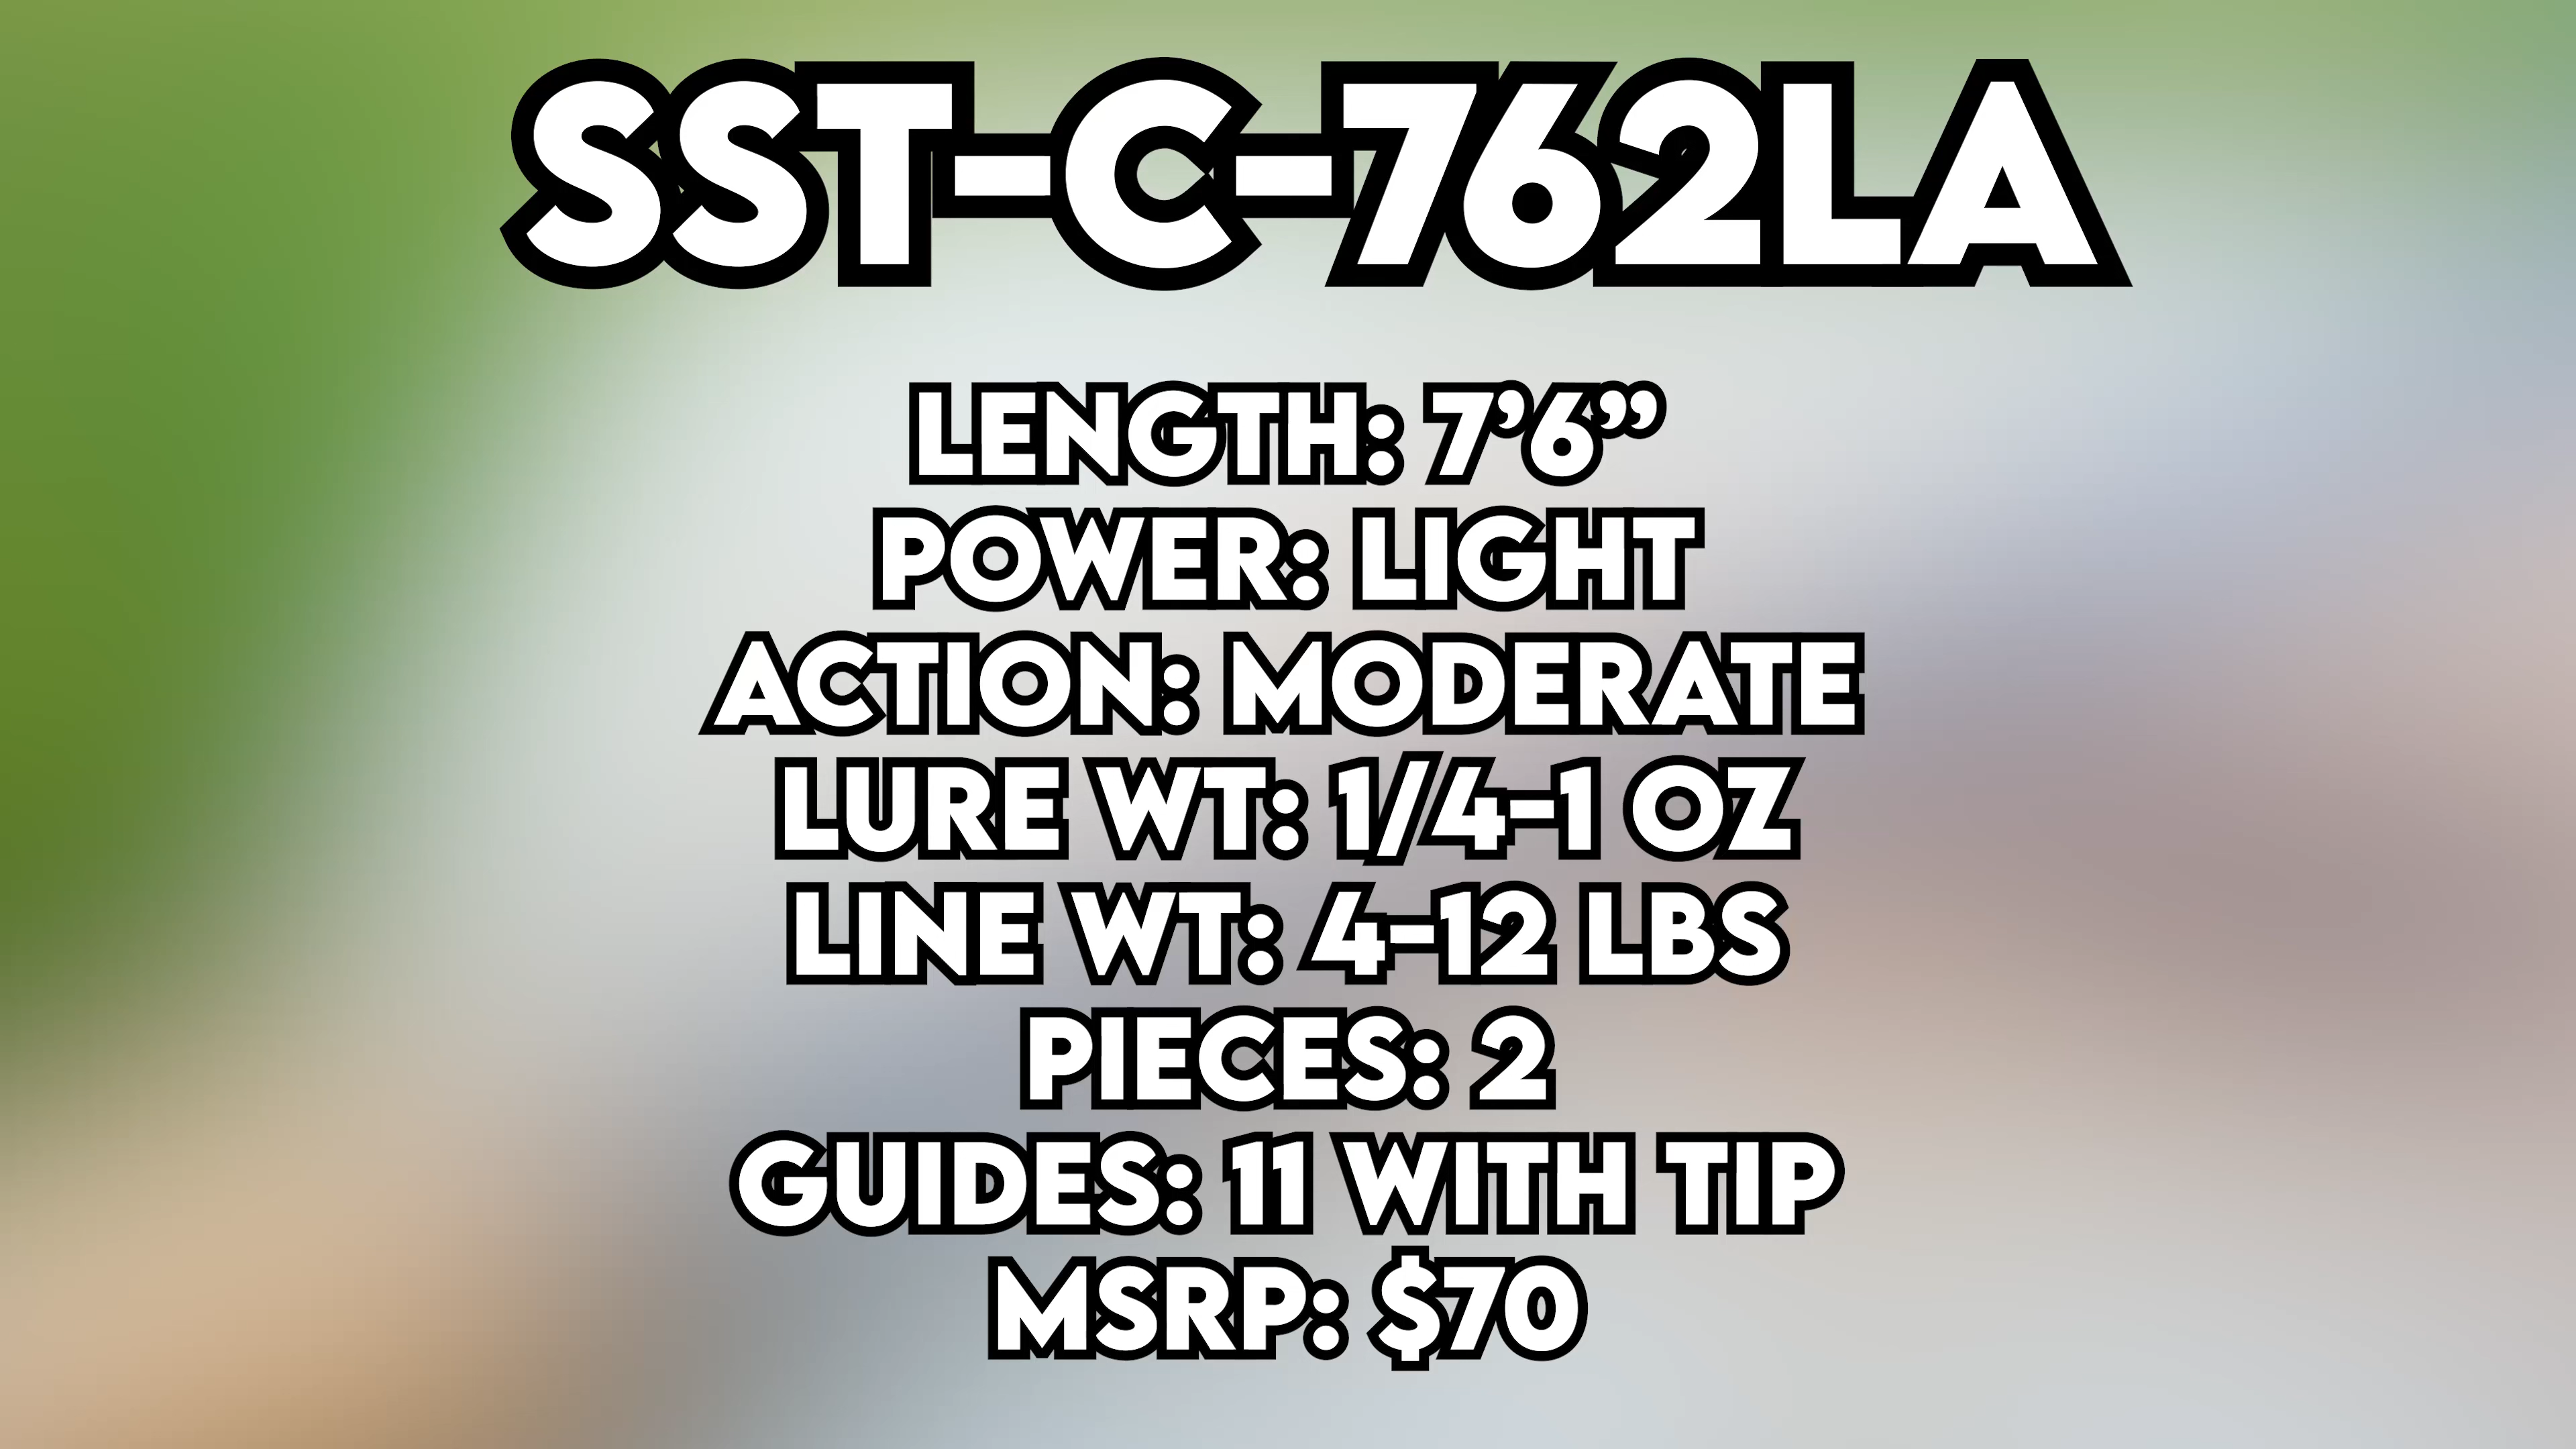 SST-C-762LA
LENGTH: 7’6”
POWER: LIGHT
ACTION: MODERATE
LURE WT: 1/4-1 OZ
LINE WT: 4-12 LBS
PIECES: 2
GUIDES: 11 WITH TIP
MSRP: $70